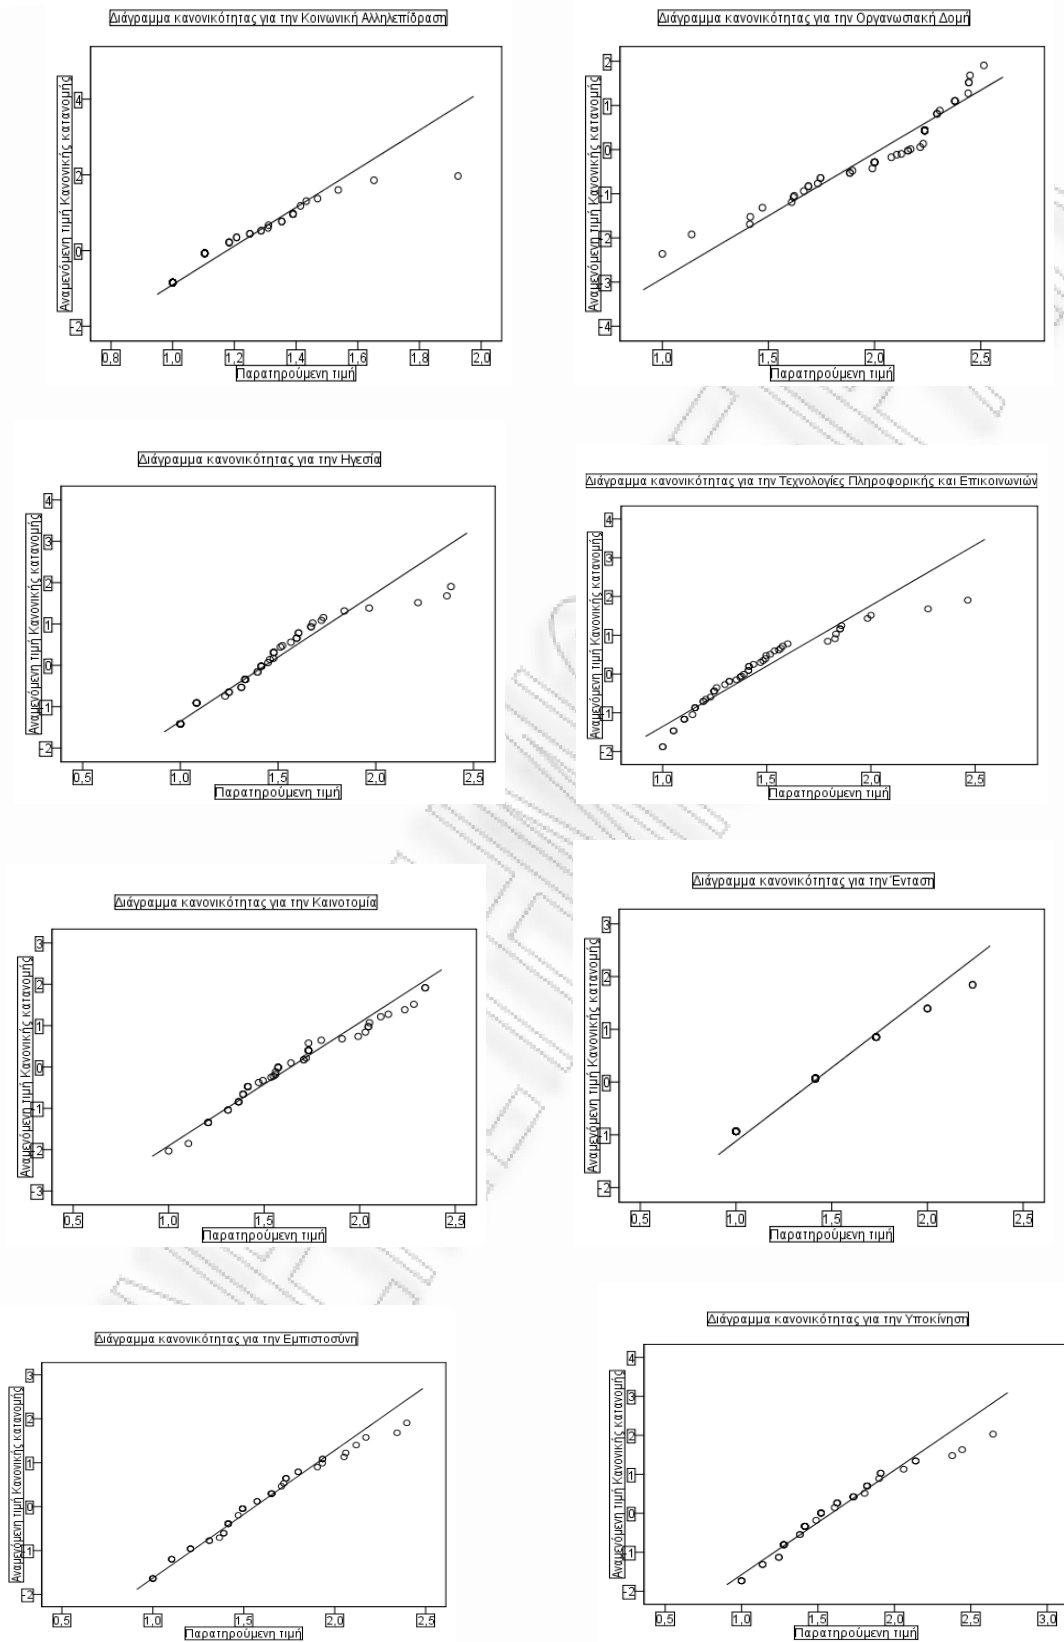 Διάγραμμα κανονικότητας για την Κοινωνική Αλληλεπίδραση
Αναμενόμενη τιμή Κανονικής κατανομής
4
2
0
-2
0,8 1,0 1,2 1,4 1,6 1,8 2,0
Παρατηρούμενη τιμή
Διάγραμμα κανονικότητας για την Οργανωσιακή Δομή
Αναμενόμενη τιμή Κανονικής κατανομής
2
1
0
-1
-2
-3
-4
1,0 1,5 2,0 2,5
Παρατηρούμενη τιμή
Διάγραμμα κανονικότητας για την Ηγεσία
Αναμενόμενη τιμή Κανονικής κατανομής
4
3
2
1
0
-1
-2
0,5 1,0 1,5 2,0 2,5
Παρατηρούμενη τιμή
Διάγραμμα κανονικότητας για την Τεχνολογίες Πληροφορικής και Επικοινωνιών
Αναμενόμενη τιμή Κανονικής κατανομής
4
3
2
1
0
-1
-2
1,0 1,5 2,0 2,5
Παρατηρούμενη τιμή
Διάγραμμα κανονικότητας για την Καινοτομία
Αναμενόμενη τιμή Κανονικής κατανομής
3
2
1
0
-1
-2
-3
0,5 1,0 1,5 2,0 2,5
Παρατηρούμενη τιμή
Διάγραμμα κανονικότητας για την Ένταση
Αναμενόμενη τιμή Κανονικής κατανομής
3
2
1
0
-1
-2
0,5 1,0 1,5 2,0 2,5
Παρατηρούμενη τιμή
Διάγραμμα κανονικότητας για την Εμπιστοσύνη
Αναμενόμενη τιμή Κανονικής κατανομής
3
2
1
0
-1
-2
0,5 1,0 1,5 2,0 2,5
Παρατηρούμενη τιμή
Διάγραμμα κανονικότητας για την Υποκίνηση
Αναμενόμενη τιμή Κανονικής κατανομής
4
3
2
1
0
-1
-2
0,5 1,0 1,5 2,0 2,5 3,0
Παρατηρούμενη τιμή